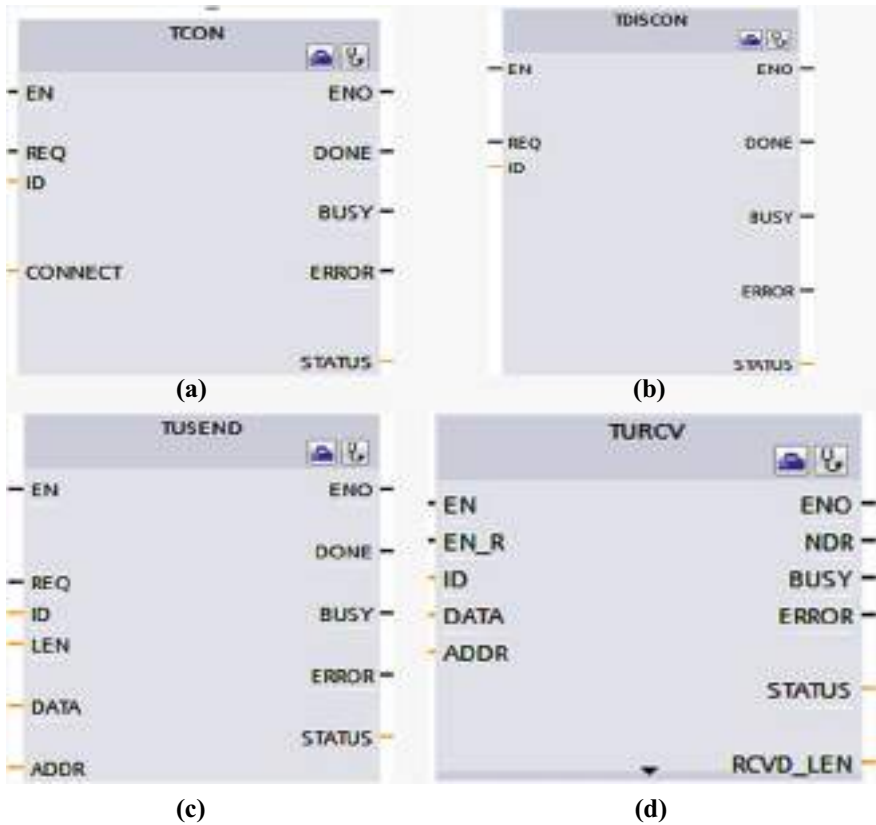 TCON
EN ENO
REQ DONE
ID
BUSY
CONNECT ERROR
STATUS
(a)
TDISCON
EN ENO
REQ DONE
ID
BUSY
ERROR
STATUS
(b)
TUSEND
EN ENO
DONE
REQ
ID BUSY
LEN
ERROR
DATA
STATUS
ADDR
(c)
TURCV
EN ENO
EN_R NDR
ID BUSY
DATA ERROR
ADDR
STATUS
RCVD_LEN
(d)